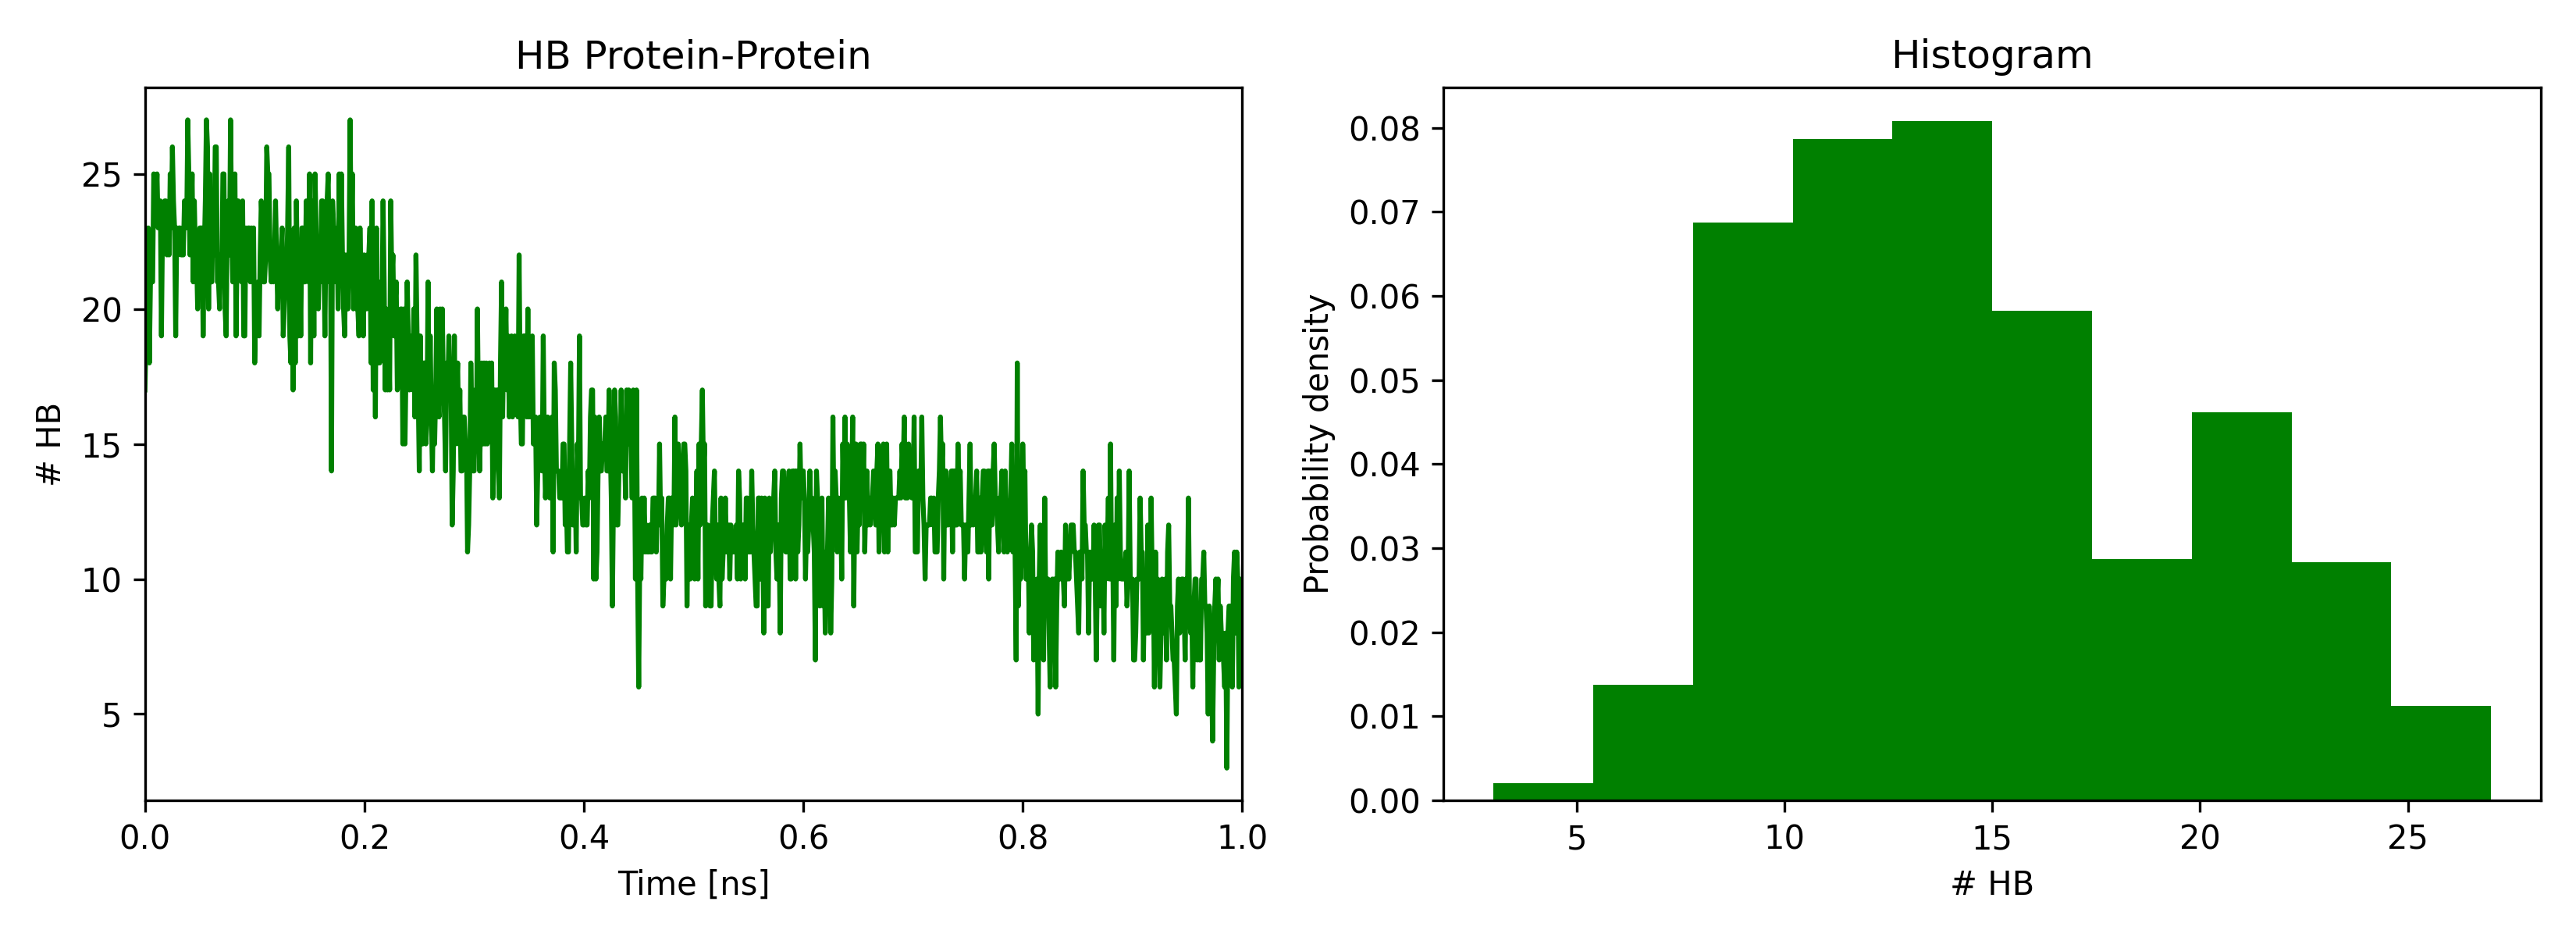 HB Protein-Protein
# HB
25
20
15
10
5
0.0 0.2 0.4 0.6 0.8 1.0
Time [ns]
Histogram
Probability density
0.08
0.07
0.06
0.05
0.04
0.03
0.02
0.01
0.00
5 10 15 20 25
# HB